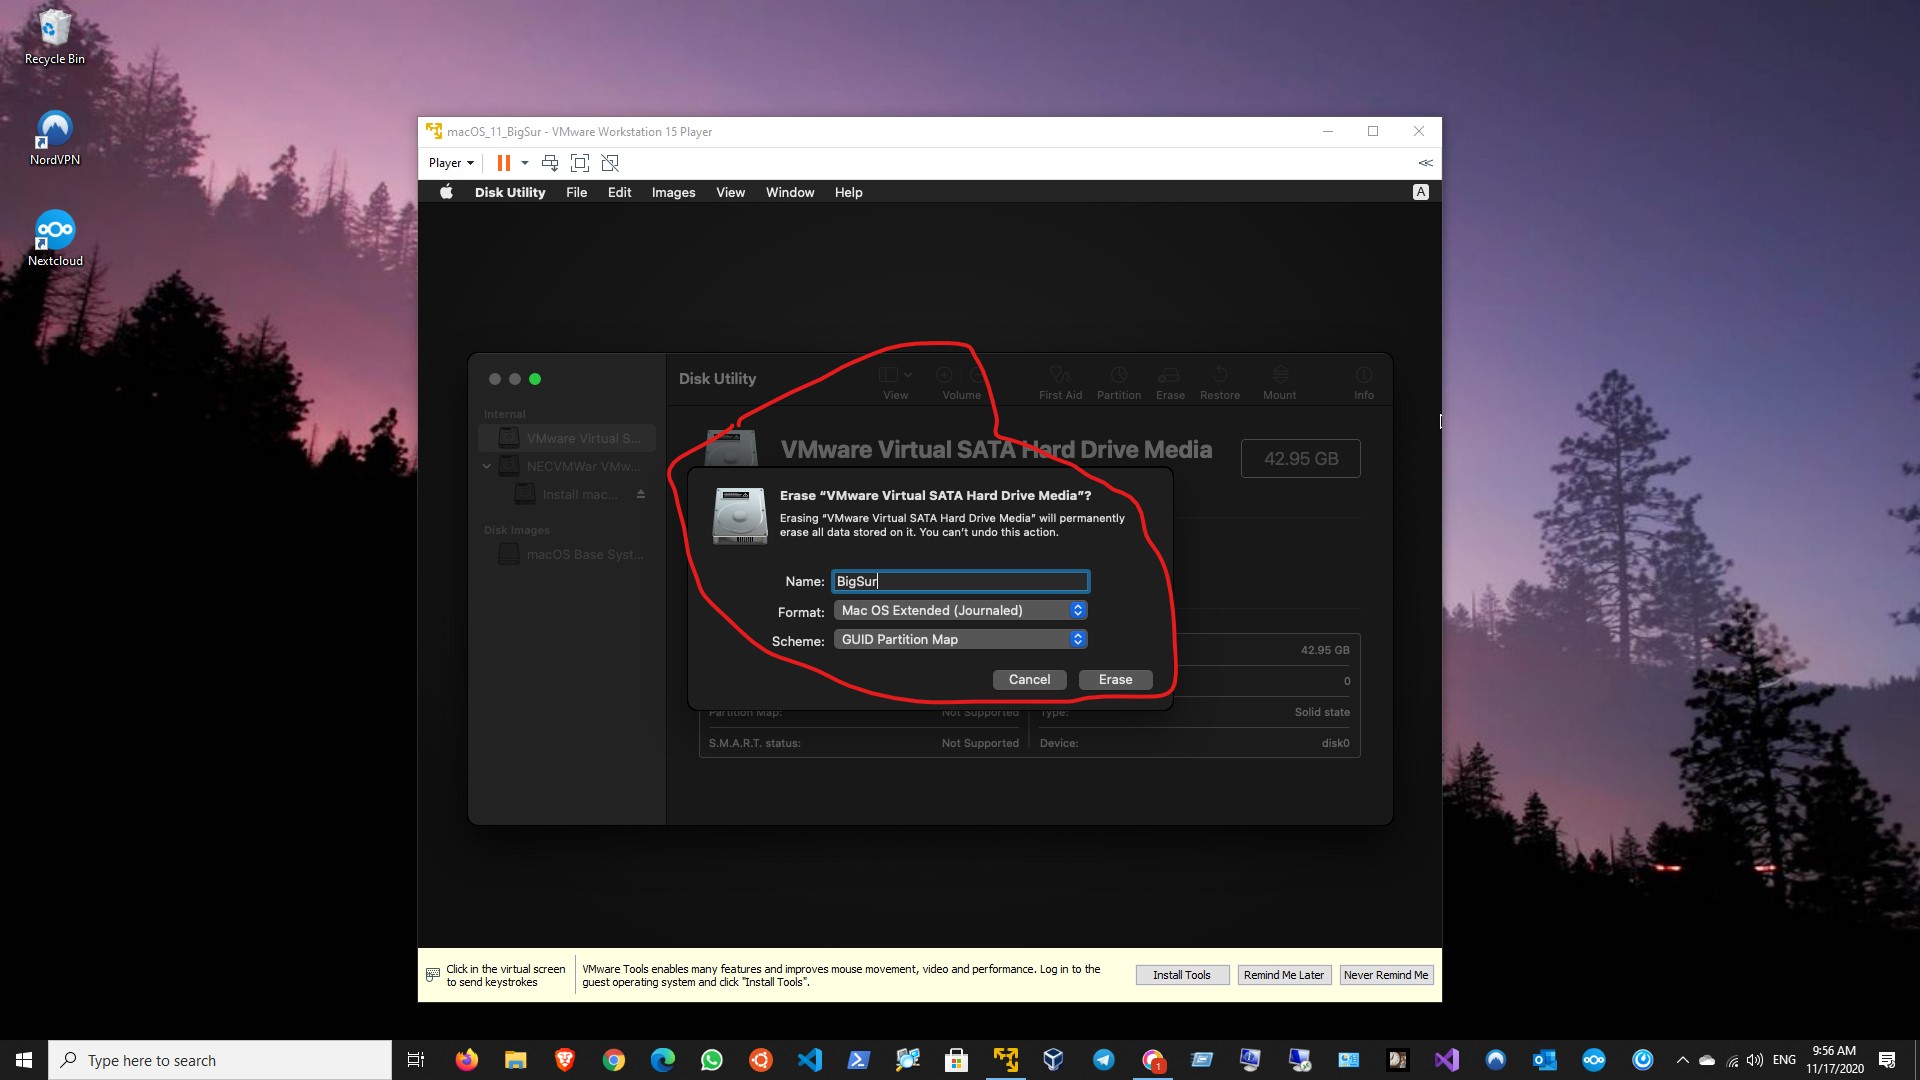 Recycle Bin
NordVPN
Nextcloud
macOS_11_BigSur - VMware Workstation 15 Player
Player
Disk Utility File Edit Images View Window Help
A
Disk Utility
View Volume First Aid Partition Erase Restore Mount Info
Internal
VMware Virtual S...
NECVMWar VMw...
Install mac...
Disk Images
macOS Base Syst...
VMware Virtual SATA Hard Drive Media
42.95 GB
Erase “VMware Virtual SATA Hard Drive Media”?
Erasing “VMware Virtual SATA Hard Drive Media” will permanently
erase all data stored on it. You can’t undo this action.
Name: BigSur
Format: Mac OS Extended (Journaled)
Scheme: GUID Partition Map
Cancel Erase
42.95 GB
0
Partition Map: Not Supported Type: Solid state
S.M.A.R.T. status: Not Supported Device: disk0
Click in the virtual screen
to send keystrokes
VMware Tools enables many features and improves mouse movement, video and performance. Log in to the
guest operating system and click "Install Tools".
Install Tools Remind Me Later Never Remind Me
Type here to search
1
ENG
9:56 AM
11/17/2020